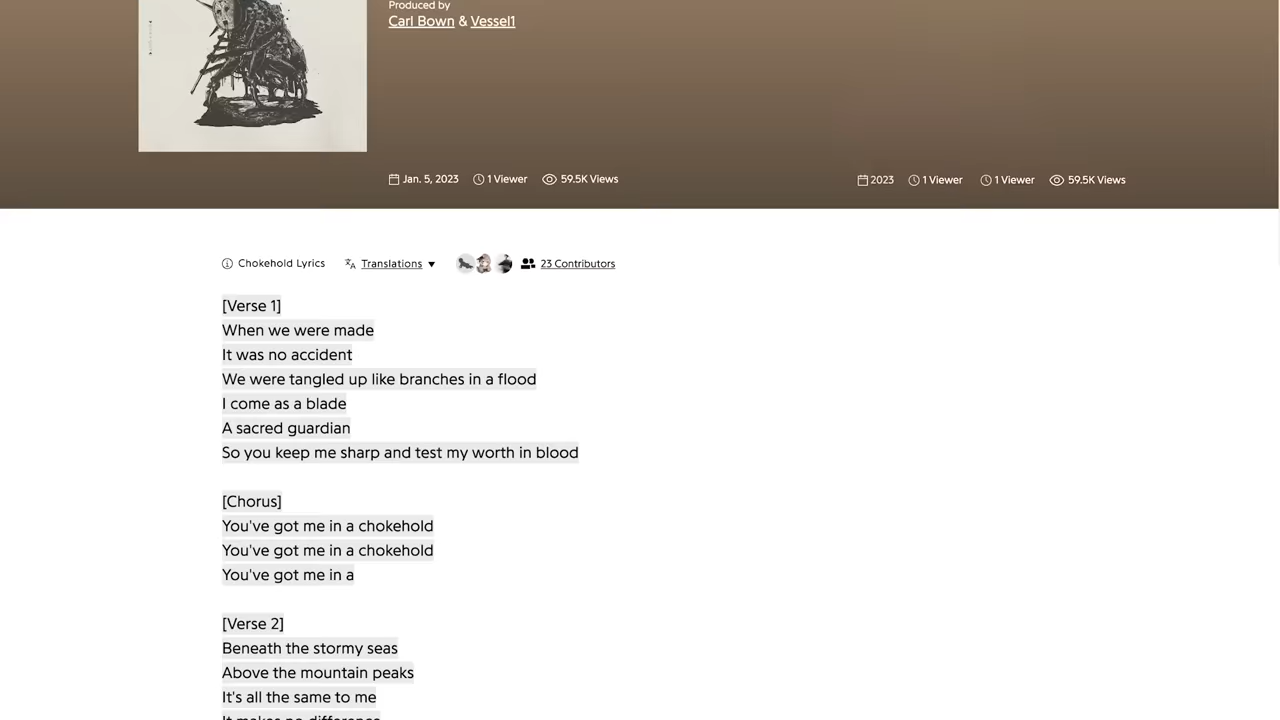 Produced by
Carl Bown & Vessel1
Jan. 5, 2023 1 Viewer 59.5K Views
2023 1 Viewer 1 Viewer 59.5K Views
Chokehold Lyrics Translations 23 Contributors
[Verse 1]
When we were made
It was no accident
We were tangled up like branches in a flood
I come as a blade
A sacred guardian
So you keep me sharp and test my worth in blood
[Chorus]
You've got me in a chokehold
You've got me in a chokehold
You've got me in a
[Verse 2]
Beneath the stormy seas
Above the mountain peaks
It's all the same to me
It makes no difference